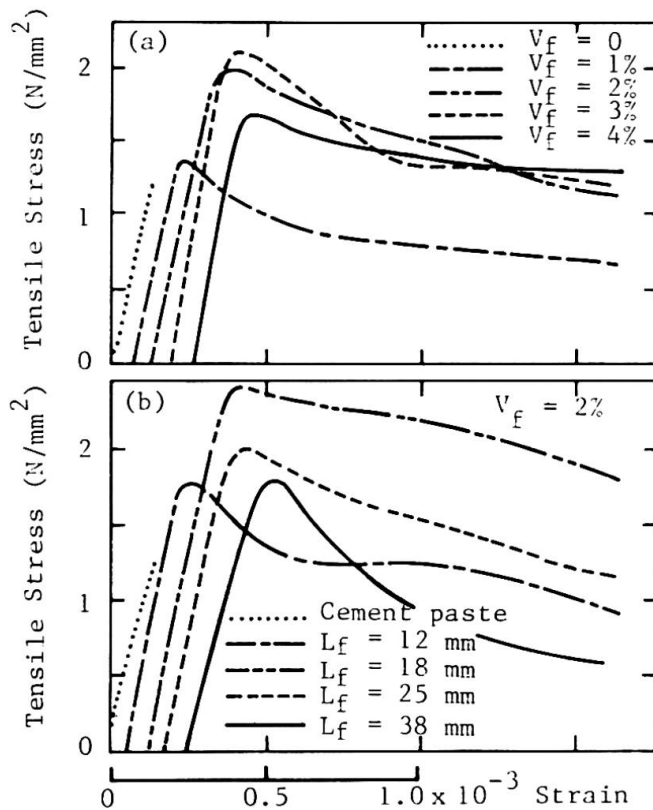 (a)
V_f = 0
V_f = 1%
V_f = 2%
V_f = 3%
V_f = 4%
Tensile Stress (N/mm²)
2
1
0
(b)
V_f = 2%
Tensile Stress (N/mm²)
2
1
0
Cement paste
L_f = 12 mm
L_f = 18 mm
L_f = 25 mm
L_f = 38 mm
0 0.5 1.0 x 10⁻³ Strain